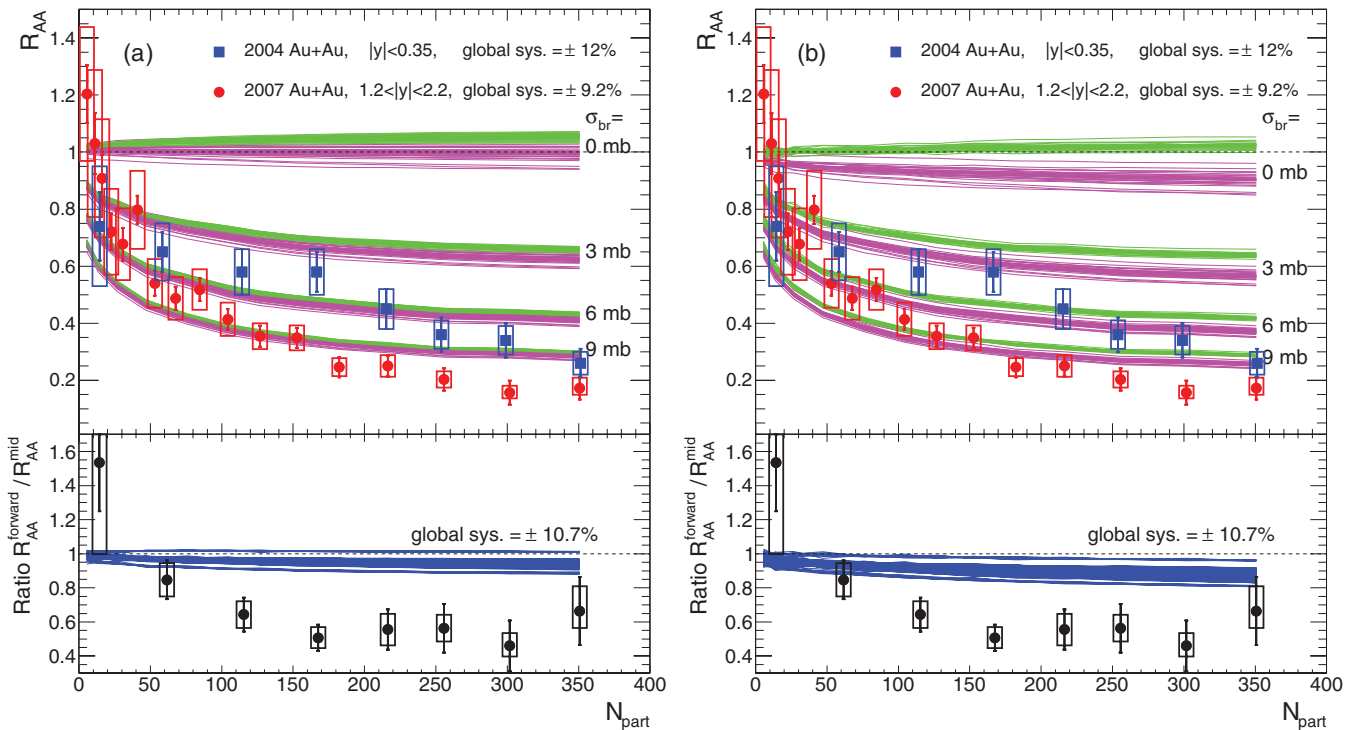 R_AA
(a)
2004 Au+Au, |y|<0.35, global sys. = ± 12%
2007 Au+Au, 1.2<|y|<2.2, global sys. = ± 9.2%
σ_br=
0 mb
3 mb
6 mb
9 mb
1.4
1.2
1
0.8
0.6
0.4
0.2
Ratio R_AA^forward / R_AA^mid
global sys. = ± 10.7%
1.6
1.4
1.2
1
0.8
0.6
0.4
0 50 100 150 200 250 300 350 400
N_part
R_AA
(b)
2004 Au+Au, |y|<0.35, global sys. = ± 12%
2007 Au+Au, 1.2<|y|<2.2, global sys. = ± 9.2%
σ_br=
0 mb
3 mb
6 mb
9 mb
1.4
1.2
1
0.8
0.6
0.4
0.2
Ratio R_AA^forward / R_AA^mid
global sys. = ± 10.7%
1.6
1.4
1.2
1
0.8
0.6
0.4
0 50 100 150 200 250 300 350 400
N_part